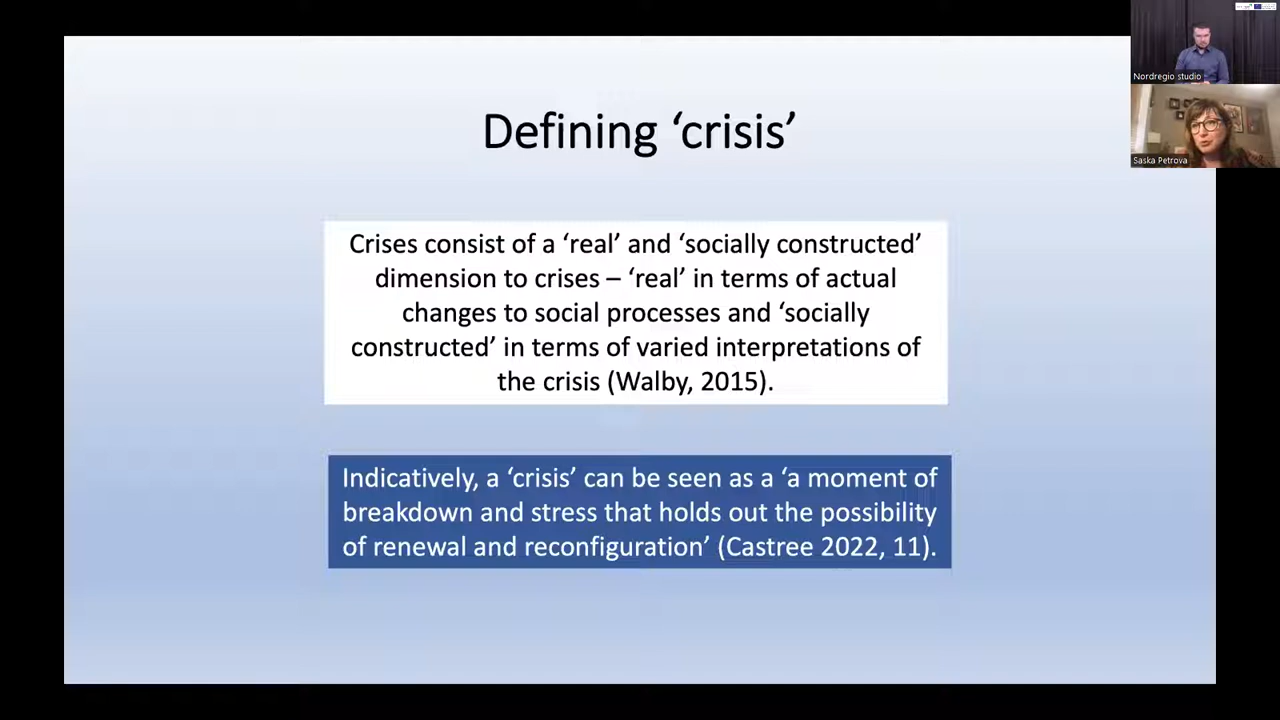 Defining ‘crisis’
Crises consist of a ‘real’ and ‘socially constructed’
dimension to crises – ‘real’ in terms of actual
changes to social processes and ‘socially
constructed’ in terms of varied interpretations of
the crisis (Walby, 2015).
Indicatively, a ‘crisis’ can be seen as a ‘a moment of
breakdown and stress that holds out the possibility
of renewal and reconfiguration’ (Castree 2022, 11).
Nordregio studio
Saska Petrova